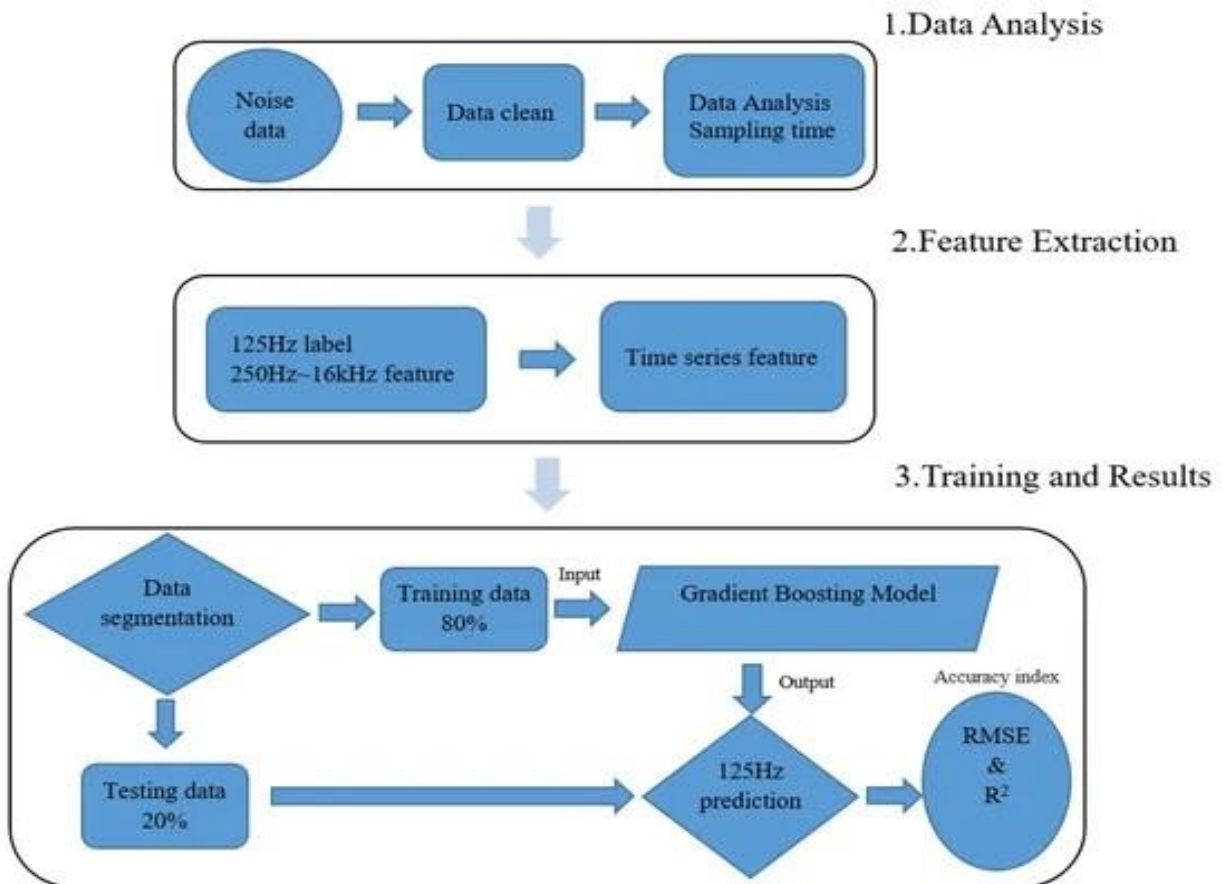 1.Data Analysis
Noise
data
Data clean
Data Analysis
Sampling time
2.Feature Extraction
125Hz label
250Hz~16kHz feature
Time series feature
3.Training and Results
Data
segmentation
Training data
80%
Input
Gradient Boosting Model
Output
Testing data
20%
125Hz
prediction
Accuracy index
RMSE
&
R²